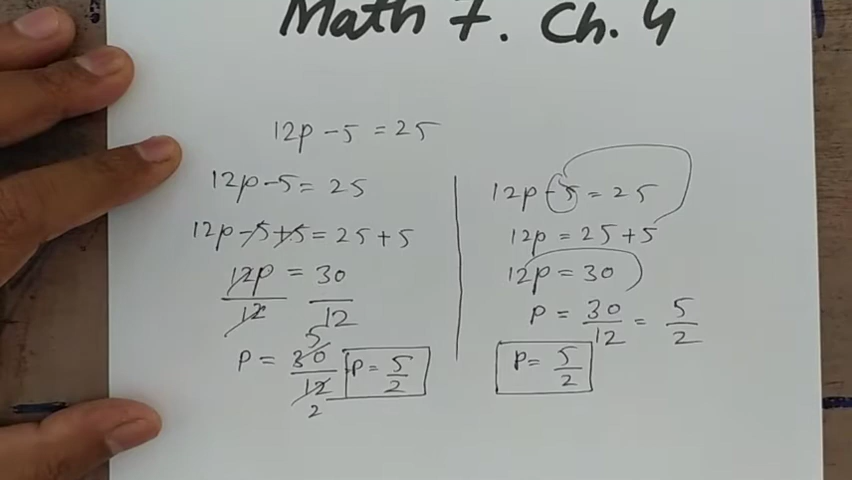 Math 7. Ch. 4
12p - 5 = 25
12p - 5 = 25
12p - 5 + 5 = 25 + 5
12p = 30
12 12
5
p = 30/12 p = 5/2
2
12p - 5 = 25
12p = 25 + 5
12p = 30
p = 30/12 = 5/2
p = 5/2